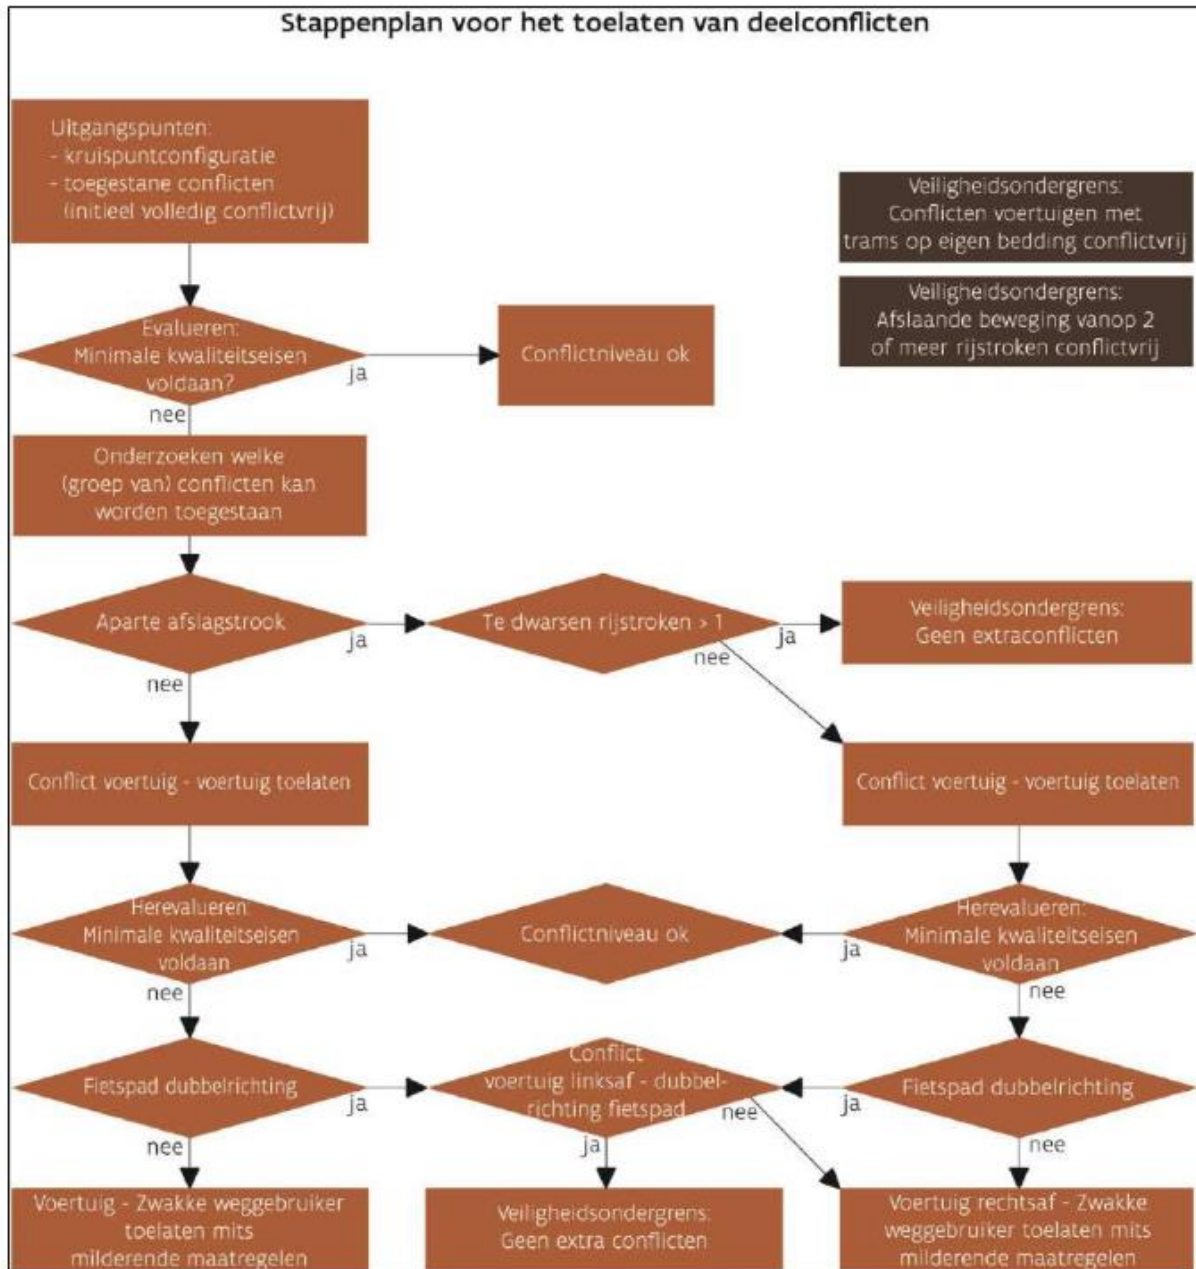 Stappenplan voor het toelaten van deelconflicten
Uitgangspunten:
- kruispuntconfiguratie
- toegestane conflicten
(initieel volledig conflictvrij)
Veiligheidsondergrens:
Conflicten voertuigen met
trams op eigen bedding conflictvrij
Veiligheidsondergrens:
Afslaande beweging vanop 2
of meer rijstroken conflictvrij
Evalueren:
Minimale kwaliteitseisen
voldaan?
ja
Conflictniveau ok
nee
Onderzoeken welke
(groep van) conflicten kan
worden toegestaan
Aparte afslagstrook
ja
Te dwarsen rijstroken > 1
ja
nee
Veiligheidsondergrens:
Geen extraconflicten
nee
Conflict voertuig - voertuig toelaten
Conflict voertuig - voertuig toelaten
Herevalueren:
Minimale kwaliteitseisen
voldaan
ja
nee
Conflictniveau ok
Herevalueren:
Minimale kwaliteitseisen
voldaan
ja
nee
Fietspad dubbelrichting
ja
nee
Conflict
voertuig linksaf - dubbel-
richting fietspad
nee
ja
Fietspad dubbelrichting
ja
nee
Voertuig - Zwakke weggebruiker
toelaten mits
milderende maatregelen
Veiligheidsondergrens:
Geen extra conflicten
Voertuig rechtsaf - Zwakke
weggebruiker toelaten mits
milderende maatregelen